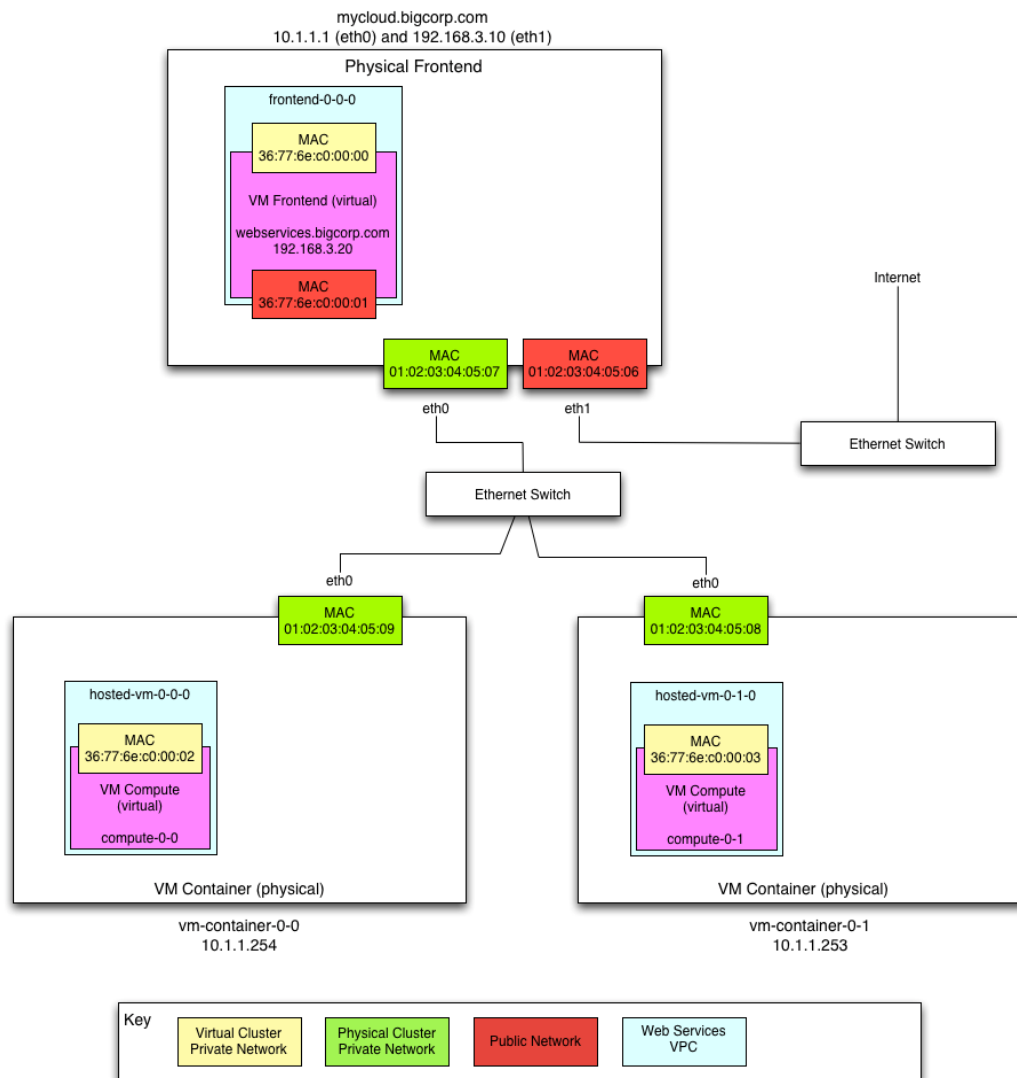 mycloud.bigcorp.com
10.1.1.1 (eth0) and 192.168.3.10 (eth1)
Physical Frontend
frontend-0-0-0
MAC
36:77:6e:c0:00:00
VM Frontend (virtual)
webservices.bigcorp.com
192.168.3.20
MAC
36:77:6e:c0:00:01
MAC
01:02:03:04:05:07
MAC
01:02:03:04:05:06
eth0
eth1
Internet
Ethernet Switch
Ethernet Switch
eth0
eth0
MAC
01:02:03:04:05:09
MAC
01:02:03:04:05:08
hosted-vm-0-0-0
MAC
36:77:6e:c0:00:02
VM Compute
(virtual)
compute-0-0
VM Container (physical)
vm-container-0-0
10.1.1.254
hosted-vm-0-1-0
MAC
36:77:6e:c0:00:03
VM Compute
(virtual)
compute-0-1
VM Container (physical)
vm-container-0-1
10.1.1.253
Key
Virtual Cluster
Private Network
Physical Cluster
Private Network
Public Network
Web Services
VPC